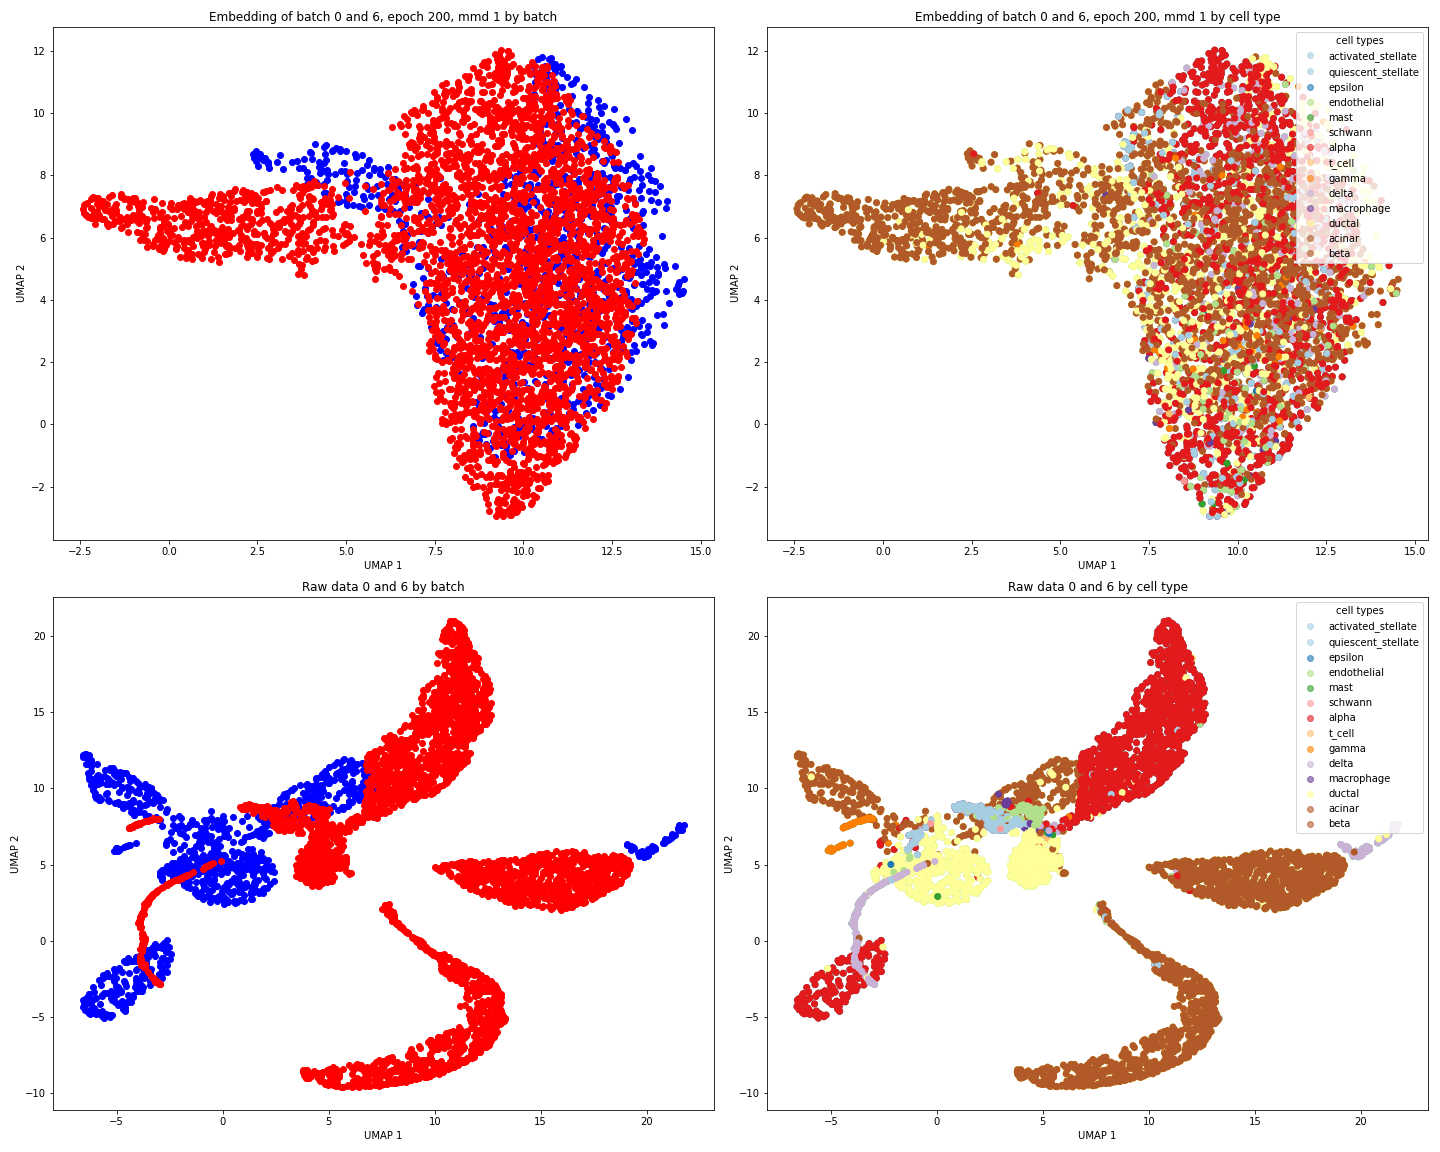 Embedding of batch 0 and 6, epoch 200, mmd 1 by batch
12
10
8
6
4
2
0
−2
UMAP 2
−2.5 0.0 2.5 5.0 7.5 10.0 12.5 15.0
UMAP 1
Embedding of batch 0 and 6, epoch 200, mmd 1 by cell type
cell types
activated_stellate
quiescent_stellate
epsilon
endothelial
mast
schwann
alpha
t_cell
gamma
delta
macrophage
ductal
acinar
beta
12
10
8
6
4
2
0
−2
UMAP 2
−2.5 0.0 2.5 5.0 7.5 10.0 12.5 15.0
UMAP 1
Raw data 0 and 6 by batch
20
15
10
5
0
−5
−10
UMAP 2
−5 0 5 10 15 20
UMAP 1
Raw data 0 and 6 by cell type
cell types
activated_stellate
quiescent_stellate
epsilon
endothelial
mast
schwann
alpha
t_cell
gamma
delta
macrophage
ductal
acinar
beta
20
15
10
5
0
−5
−10
UMAP 2
−5 0 5 10 15 20
UMAP 1